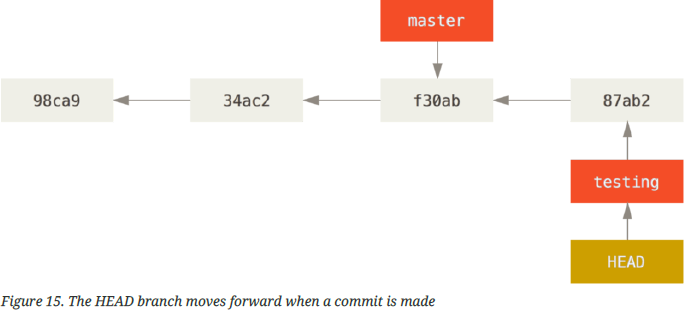 master
98ca9 34ac2 f30ab 87ab2
testing
HEAD
Figure 15. The HEAD branch moves forward when a commit is made